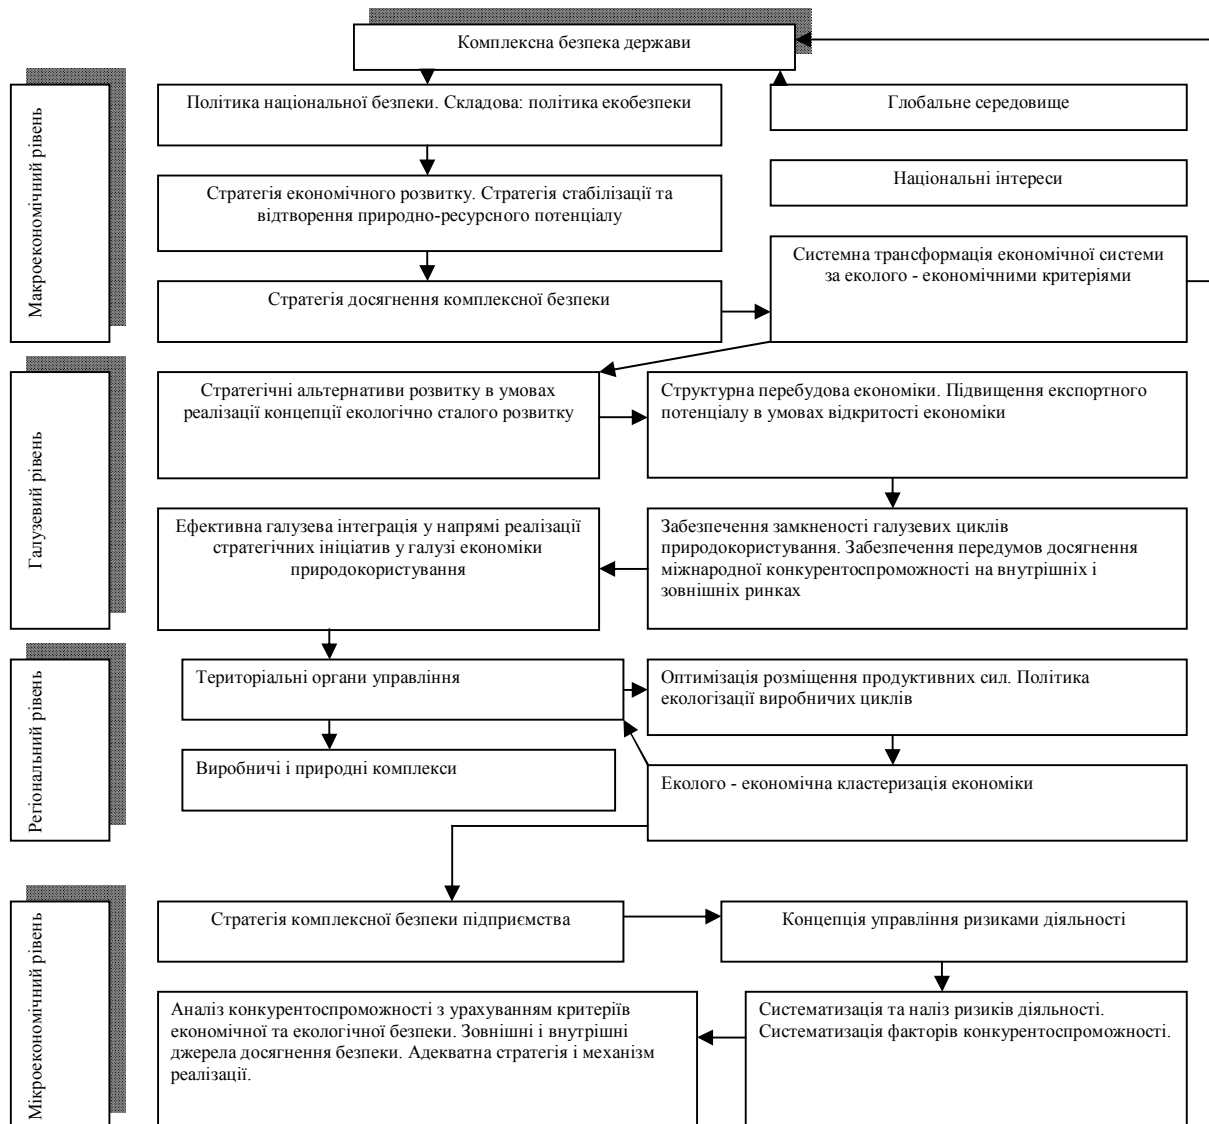 Комплексна безпека держави
Макроекономічний рівень
Політика національної безпеки. Складова: політика екобезпеки
Глобальне середовище
Стратегія економічного розвитку. Стратегія стабілізації та
відтворення природно-ресурсного потенціалу
Національні інтереси
Стратегія досягнення комплексної безпеки
Системна трансформація економічної системи
за еколого - економічними критеріями
Галузевий рівень
Стратегічні альтернативи розвитку в умовах
реалізації концепції екологічно сталого розвитку
Структурна перебудова економіки. Підвищення експортного
потенціалу в умовах відкритості економіки
Ефективна галузева інтеграція у напрямі реалізації
стратегічних ініціатив у галузі економіки
природокористування
Забезпечення замкненості галузевих циклів
природокористування. Забезпечення передумов досягнення
міжнародної конкурентоспроможності на внутрішніх і
зовнішніх ринках
Регіональний рівень
Територіальні органи управління
Оптимізація розміщення продуктивних сил. Політика
екологізації виробничих циклів
Виробничі і природні комплекси
Еколого - економічна кластеризація економіки
Мікроекономічний рівень
Стратегія комплексної безпеки підприємства
Концепція управління ризиками діяльності
Аналіз конкурентоспроможності з урахуванням критеріїв
економічної та екологічної безпеки. Зовнішні і внутрішні
джерела досягнення безпеки. Адекватна стратегія і механізм
реалізації.
Систематизація та наліз ризиків діяльності.
Систематизація факторів конкурентоспроможності.